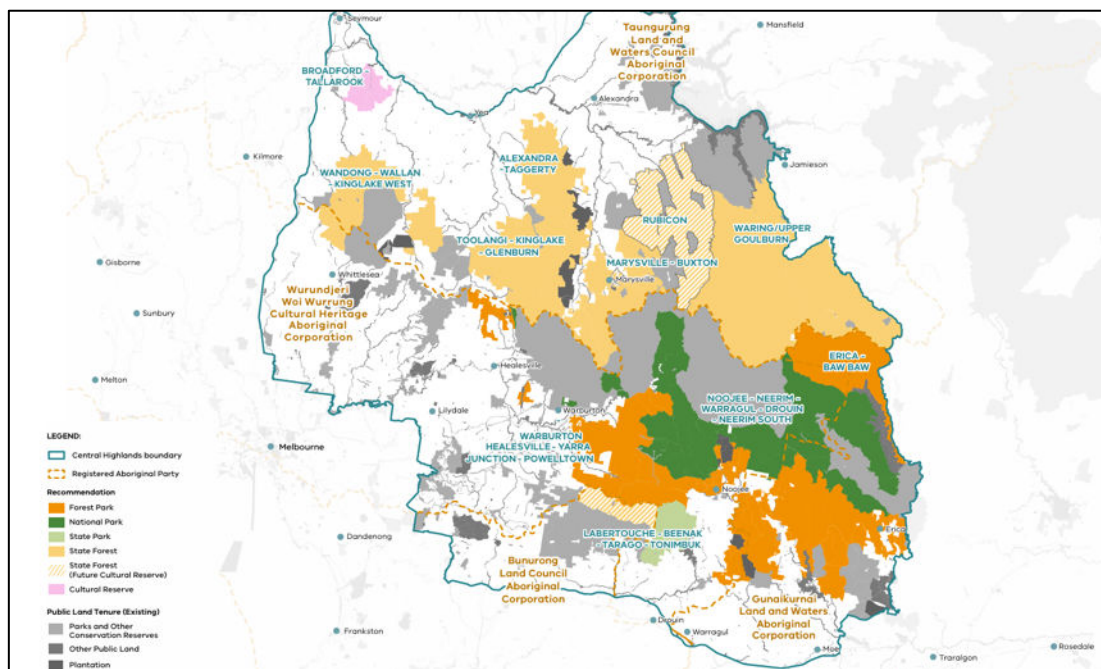 Seymour
Mansfield
Taungurung
Land and
Waters Council
Aboriginal
Corporation
BROADFORD -
TALLAROOK
Alexandra
Yea
Kilmore
Jamieson
ALEXANDRA
-TAGGERTY
WANDONG - WALLAN -
KINGLAKE WEST
RUBICON
WARING/UPPER
GOULBURN
TOOLANGI - KINGLAKE -
GLENBURN
MARYSVILLE - BUXTON
Gisborne
Whittlesea
Marysville
Wurundjeri
Woi Wurrung
Cultural Heritage
Aboriginal
Corporation
Sunbury
ERICA -
BAW BAW
Healesville
Melton
NOOJEE - NEERIM -
WARRAGUL - DROUIN -
NEERIM SOUTH
Lilydale
Warburton
WARBURTON
HEALESVILLE - YARRA
JUNCTION - POWELLTOWN
Melbourne
Noojee
Erica
LABERTOUCHE - BEENAK
- TARAGO - TONIMBUK
Dandenong
Bunurong
Land Council
Aboriginal
Corporation
Gunaikurnai
Land and Waters
Aboriginal
Corporation
Drouin
Warragul
Frankston
Moe
Rosedale
Traralgon
LEGEND:
Central Highlands boundary
Registered Aboriginal Party
Recommendation
Forest Park
National Park
State Park
State Forest
State Forest
(Future Cultural Reserve)
Cultural Reserve
Public Land Tenure (Existing)
Parks and Other
Conservation Reserves
Other Public Land
Plantation